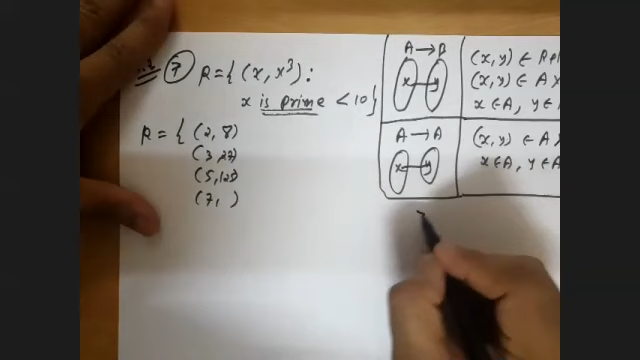 7 R = { (x, x³) :
x is prime < 10 }
R = { (2, 8)
(3, 27)
(5, 125)
(7, )
A → B
x y
(x, y) ∈
(x, y) ∈ A
x ∈ A, y ∈
A → A
x y
(x, y) ∈ A
x ∈ A, y ∈ A